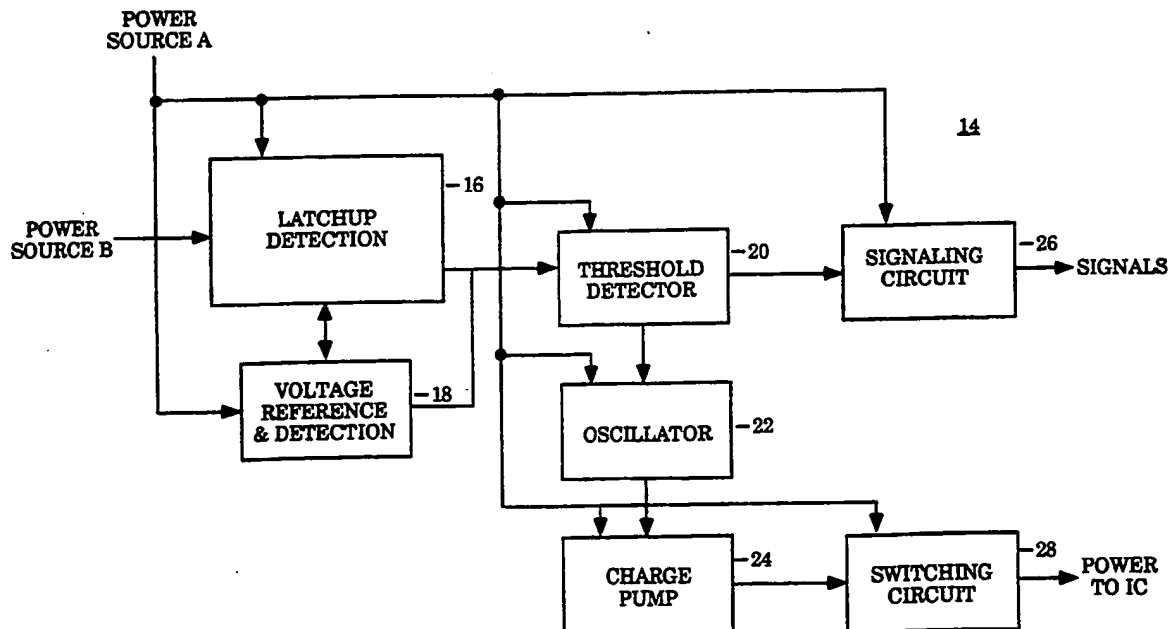 POWER
SOURCE A
14
16
LATCHUP
DETECTION
POWER
SOURCE B
20
THRESHOLD
DETECTOR
26
SIGNALING
CIRCUIT
SIGNALS
18
VOLTAGE
REFERENCE
& DETECTION
22
OSCILLATOR
24
CHARGE
PUMP
28
SWITCHING
CIRCUIT
POWER
TO IC